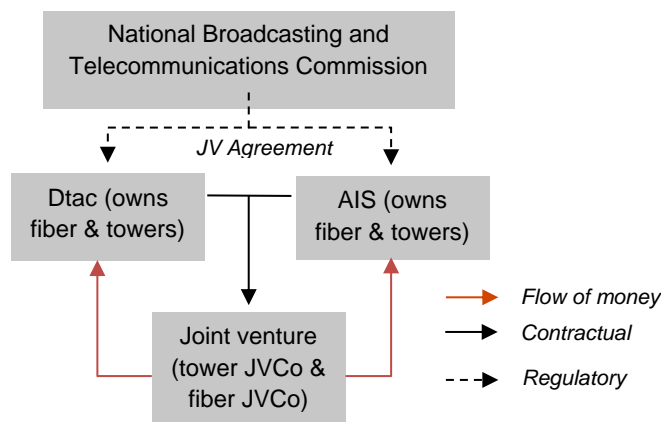 National Broadcasting and
Telecommunications Commission
JV Agreement
Dtac (owns
fiber & towers)
AIS (owns
fiber & towers)
Joint venture
(tower JVCo &
fiber JVCo)
Flow of money
Contractual
Regulatory